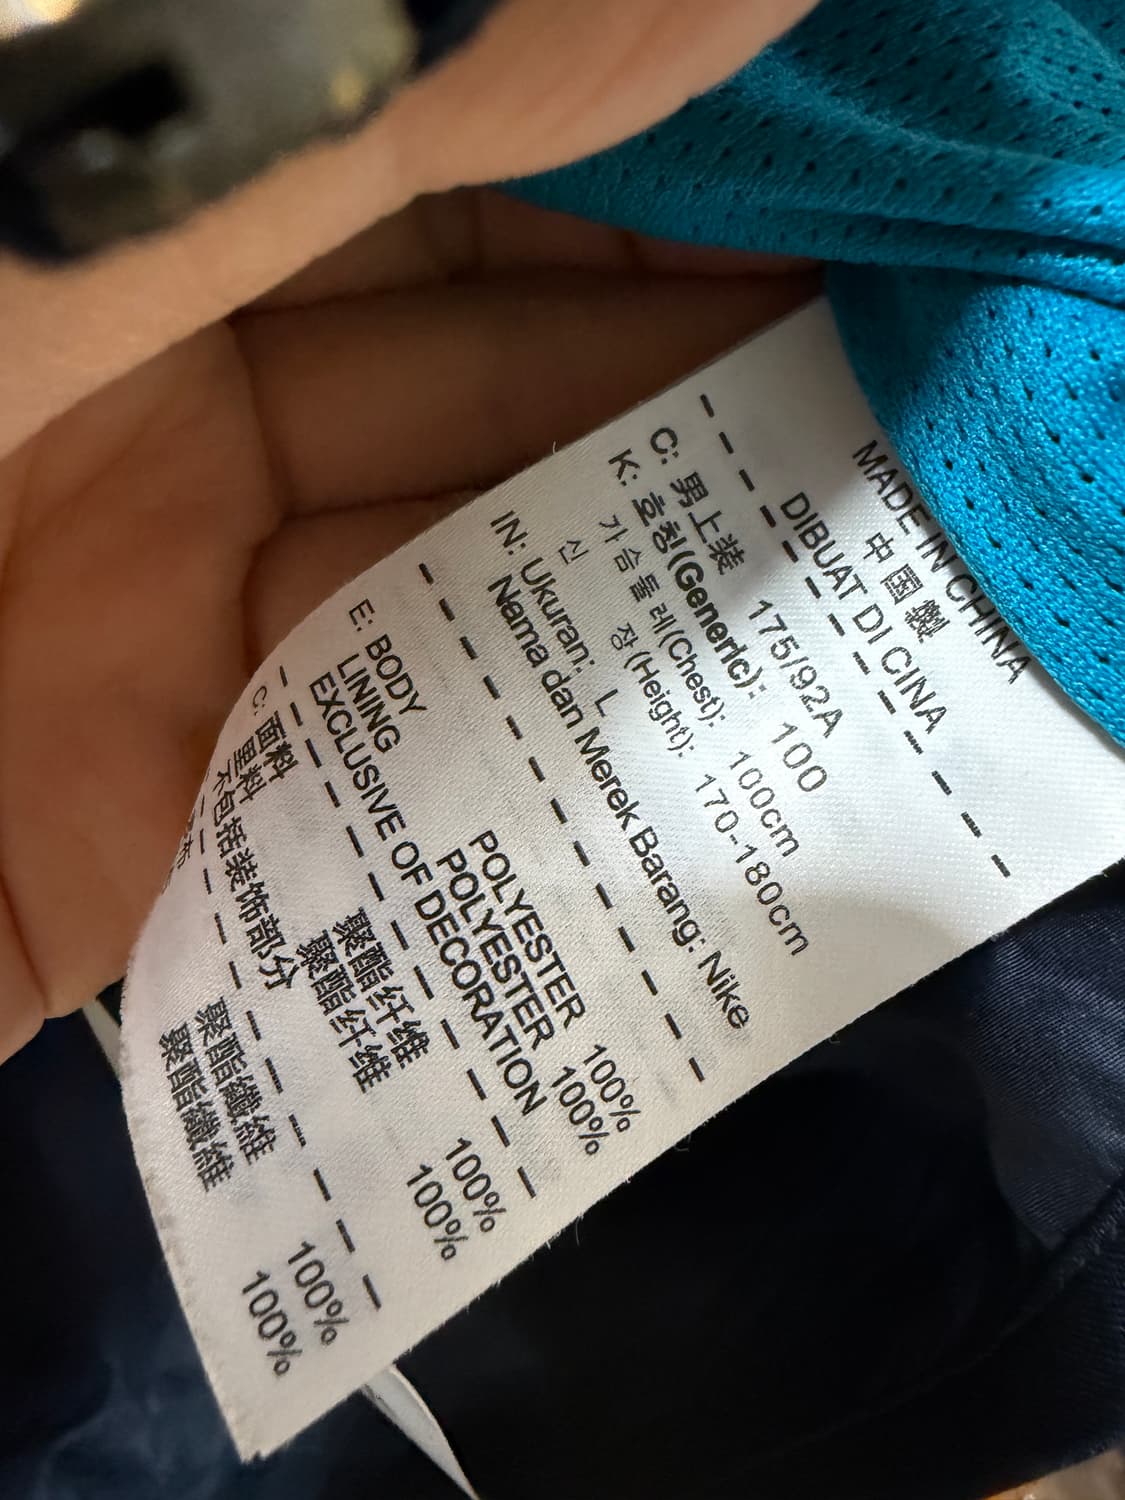 MADE IN CHINA
中國製
DIBUAT DI CINA
C: 男上装 175/92A
K: 호칭(Generic): 100
가슴둘레(Chest): 100cm
신 장(Height): 170-180cm
IN: Ukuran: L
Nama dan Merek Barang: Nike
E: BODY POLYESTER 100%
LINING POLYESTER 100%
EXCLUSIVE OF DECORATION
C: 面料 聚酯纤维 100%
里料 聚酯纤维 100%
不包括装饰部分
聚酯纖維 100%
聚酯纖維 100%